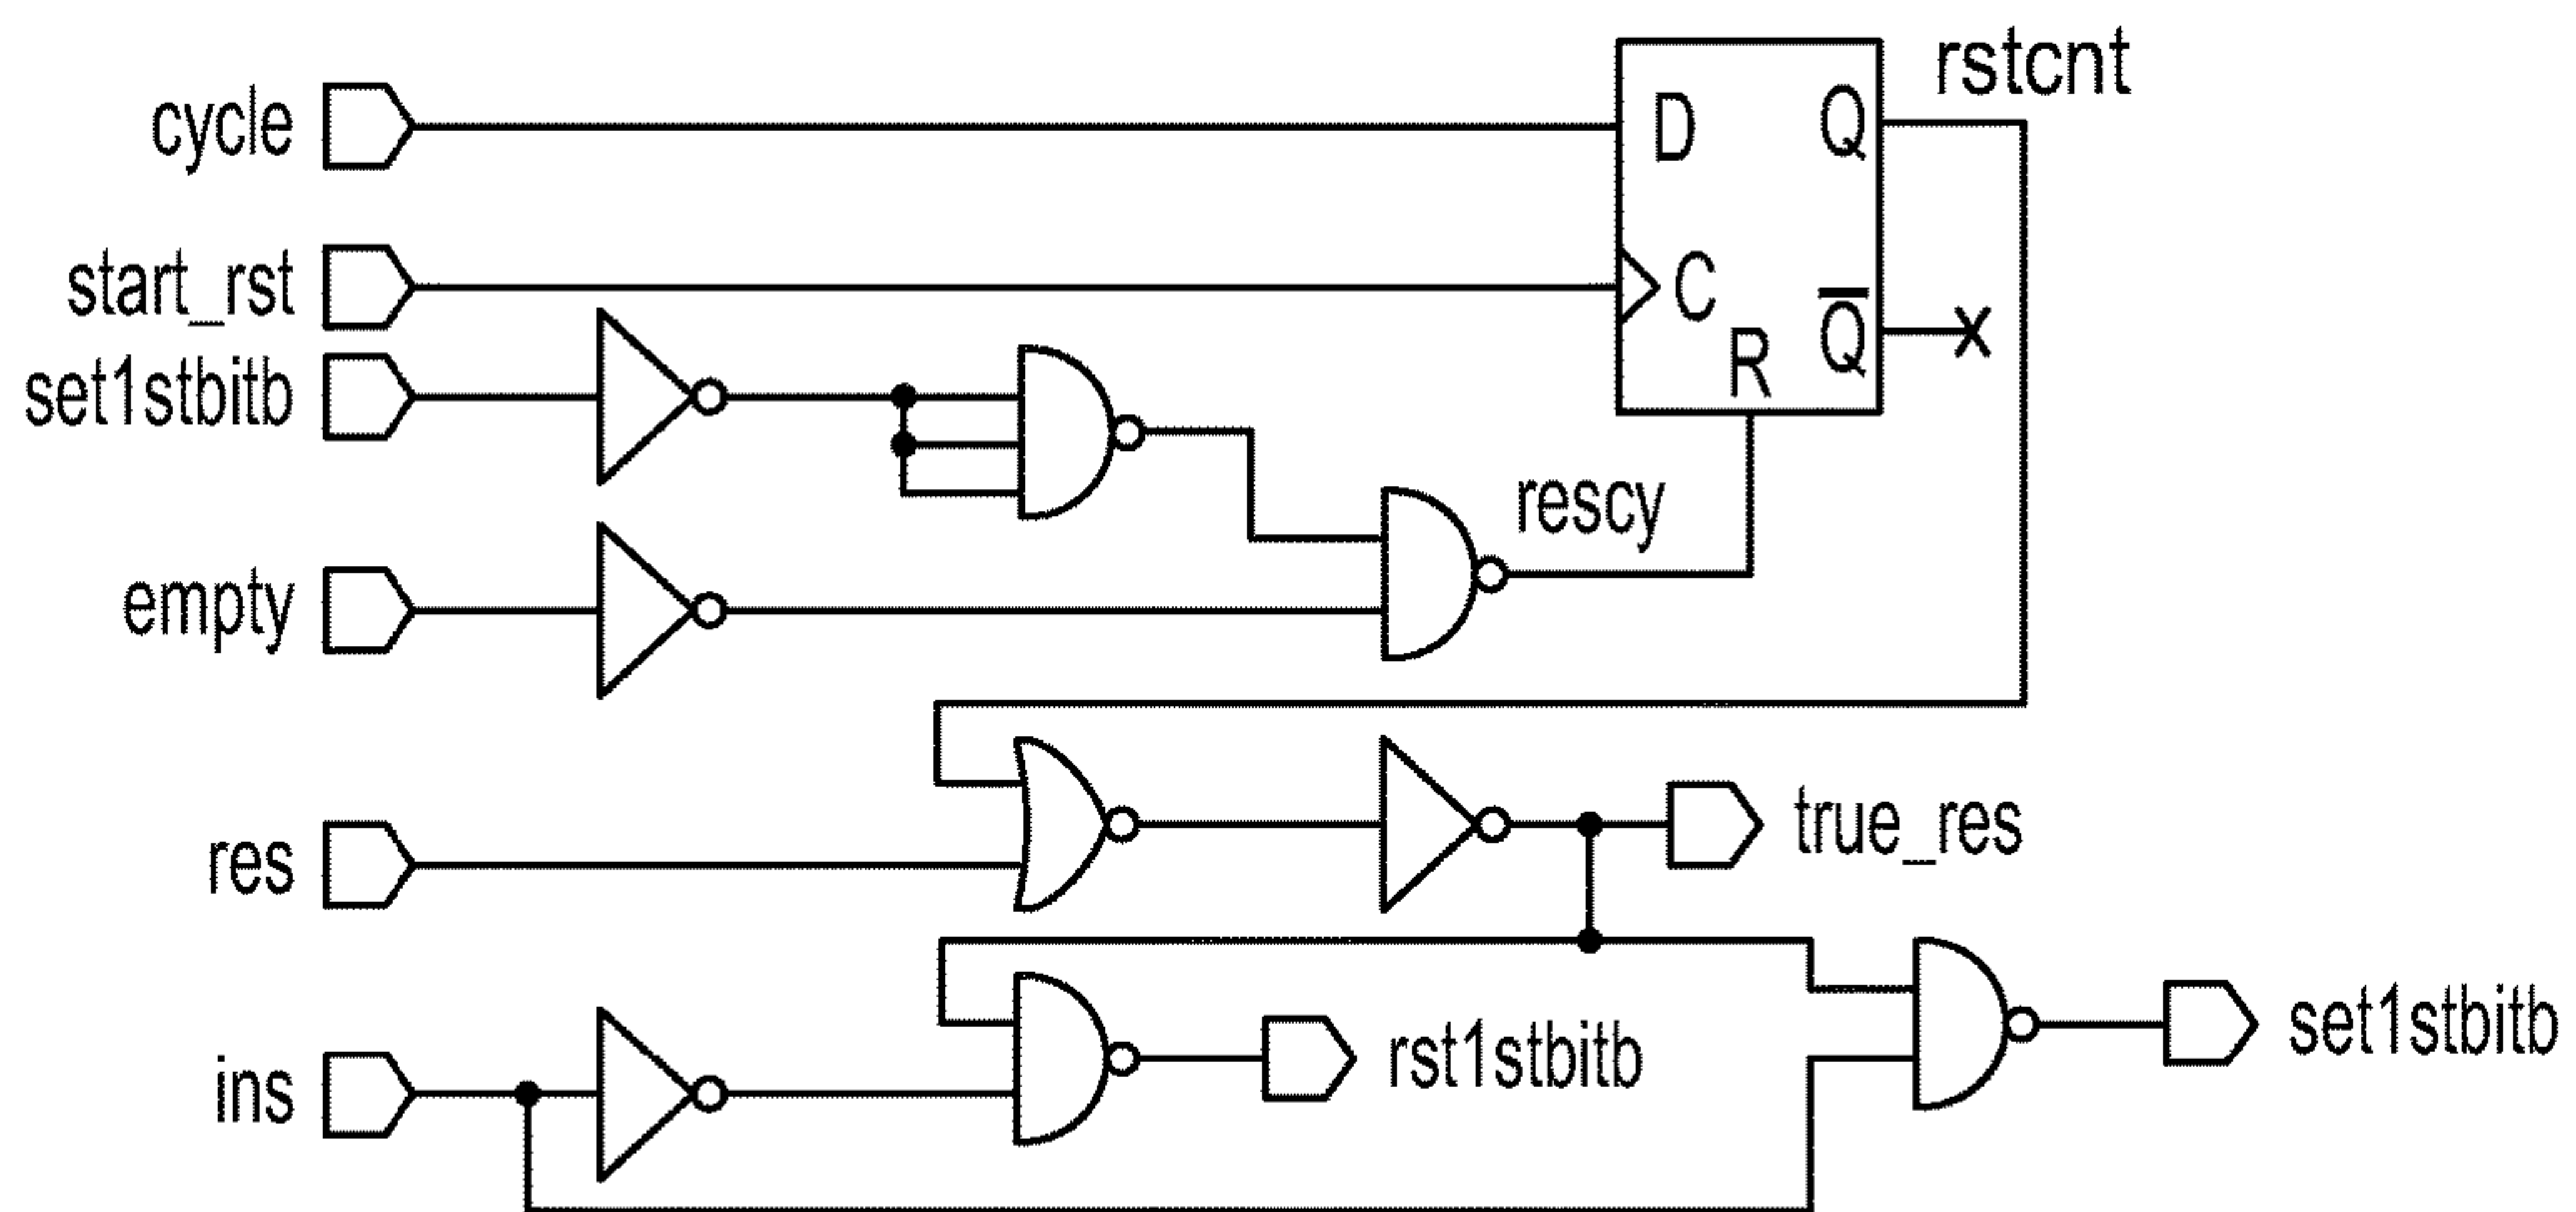 rstcnt
cycle
D
Q
start_rst
C
Q
set1stbitb
R
rescy
empty
res
true_res
ins
rst1stbitb
set1stbitb